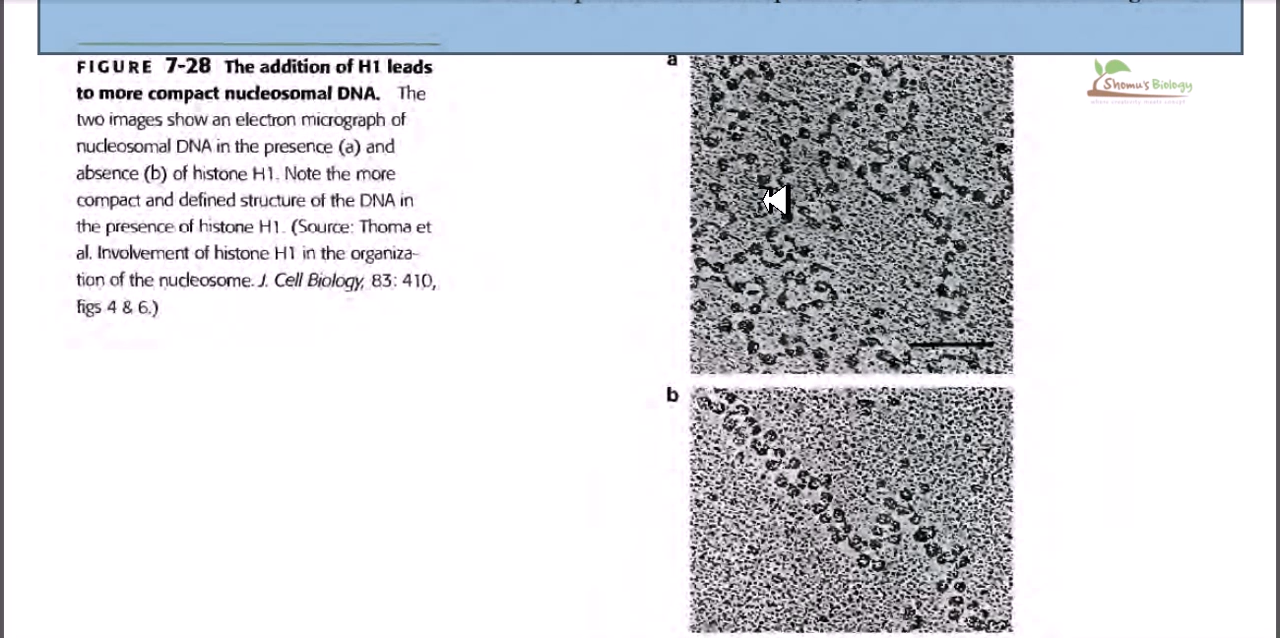 FIGURE 7-28 The addition of H1 leads
to more compact nucleosomal DNA. The
two images show an electron micrograph of
nucleosomal DNA in the presence (a) and
absence (b) of histone H1. Note the more
compact and defined structure of the DNA in
the presence of histone H1. (Source: Thoma et
al. Involvement of histone H1 in the organiza-
tion of the nucleosome. J. Cell Biology, 83: 410,
figs 4 & 6.)
a
b
Shomu's Biology